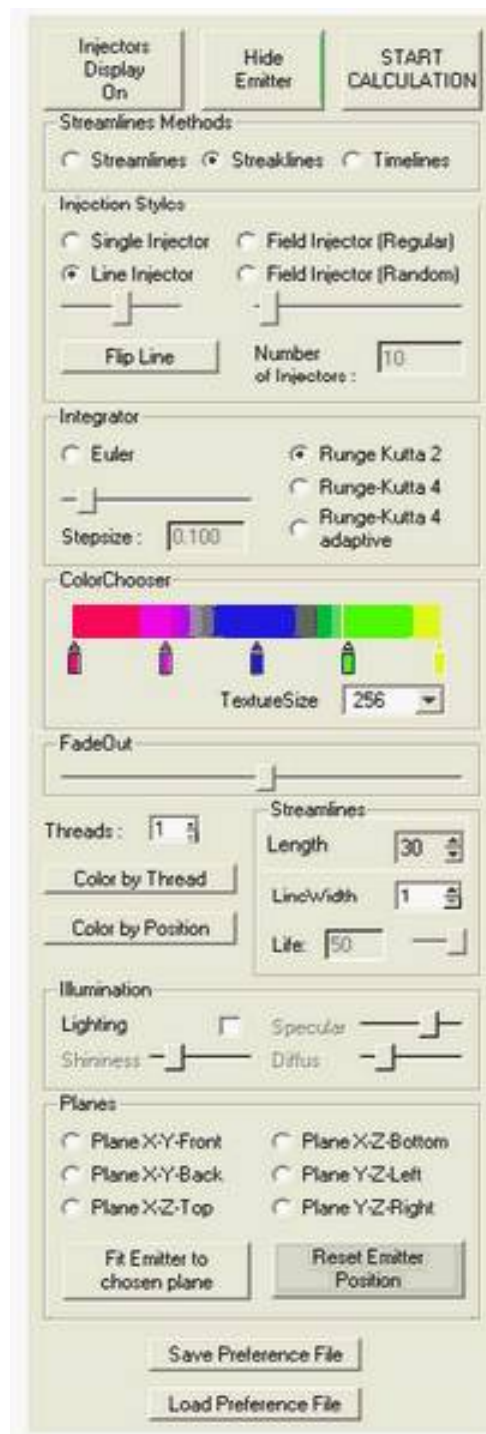 Injectors
Display
On
Hide
Emitter
START
CALCULATION
Streamlines Methods
Streamlines
Streaklines
Timelines
Injection Styles
Single Injector
Field Injector (Regular)
Line Injector
Field Injector (Random)
Flip Line
Number
of Injectors :
10
Integrator
Euler
Runge Kutta 2
Runge-Kutta 4
Runge-Kutta 4
adaptive
Stepsize :
0.100
ColorChooser
TextureSize
256
FadeOut
Threads :
1
Color by Thread
Color by Position
Streamlines
Length
30
LineWidth
1
Life:
50
Illumination
Lighting
Specular
Shininess
Diffus
Planes
Plane X-Y-Front
Plane X-Z-Bottom
Plane X-Y-Back
Plane Y-Z-Left
Plane X-Z-Top
Plane Y-Z-Right
Fit Emitter to
chosen plane
Reset Emitter
Position
Save Preference File
Load Preference File